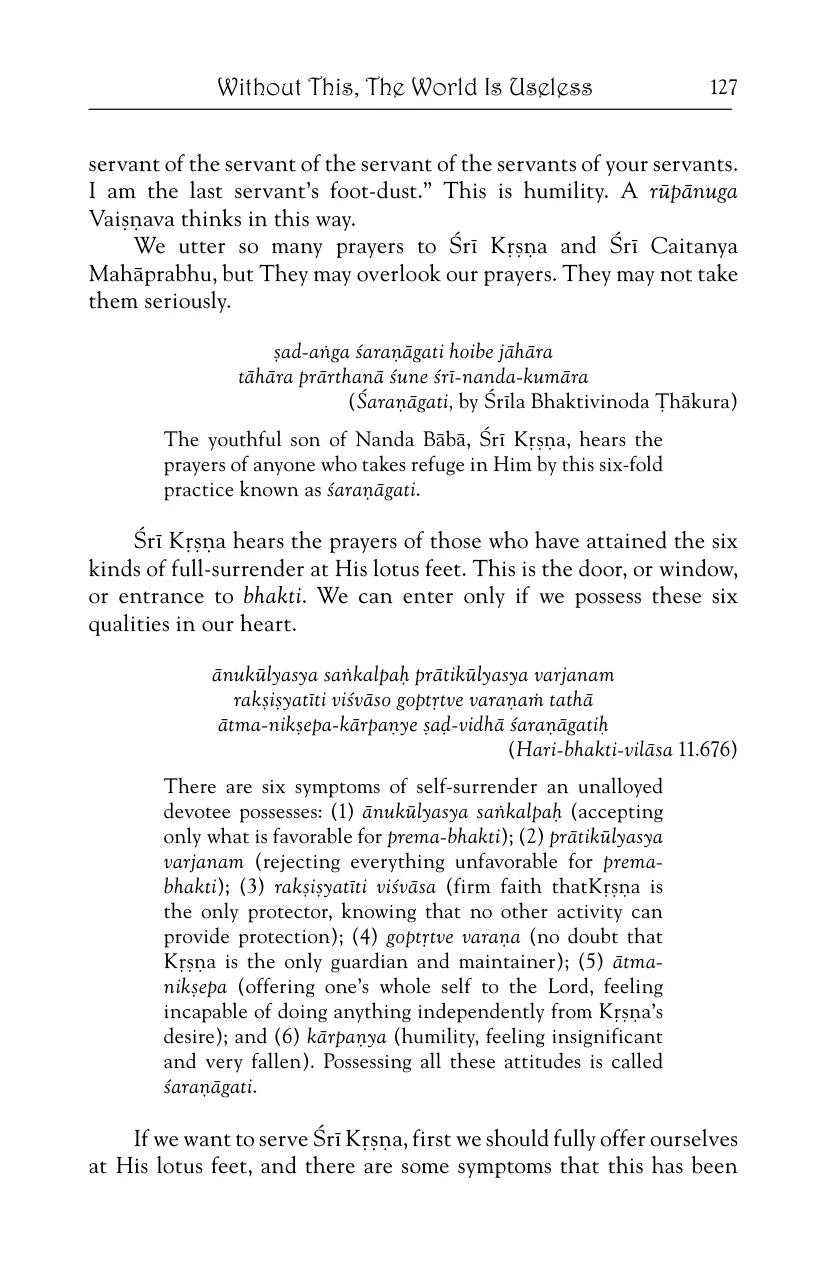 Without This, The World Is Useless 127
servant of the servant of the servant of the servants of your servants.
I am the last servant’s foot-dust.” This is humility. A rūpānuga
Vaiṣṇava thinks in this way.
We utter so many prayers to Śrī Kṛṣṇa and Śrī Caitanya
Mahāprabhu, but They may overlook our prayers. They may not take
them seriously.
ṣad-aṅga śaraṇāgati hoibe jāhāra
tāhāra prārthanā śune śrī-nanda-kumāra
(Śaraṇāgati, by Śrīla Bhaktivinoda Ṭhākura)
The youthful son of Nanda Bābā, Śrī Kṛṣṇa, hears the
prayers of anyone who takes refuge in Him by this six-fold
practice known as śaraṇāgati.
Śrī Kṛṣṇa hears the prayers of those who have attained the six
kinds of full-surrender at His lotus feet. This is the door, or window,
or entrance to bhakti. We can enter only if we possess these six
qualities in our heart.
ānukūlyasya saṅkalpaḥ prātikūlyasya varjanam
rakṣiṣyatīti viśvāso goptṛtve varaṇaṁ tathā
ātma-nikṣepa-kārpaṇye ṣaḍ-vidhā śaraṇāgatiḥ
(Hari-bhakti-vilāsa 11.676)
There are six symptoms of self-surrender an unalloyed
devotee possesses: (1) ānukūlyasya saṅkalpaḥ (accepting
only what is favorable for prema-bhakti); (2) prātikūlyasya
varjanam (rejecting everything unfavorable for prema-
bhakti); (3) rakṣiṣyatīti viśvāsa (firm faith thatKṛṣṇa is
the only protector, knowing that no other activity can
provide protection); (4) goptṛtve varaṇa (no doubt that
Kṛṣṇa is the only guardian and maintainer); (5) ātma-
nikṣepa (offering one’s whole self to the Lord, feeling
incapable of doing anything independently from Kṛṣṇa’s
desire); and (6) kārpaṇya (humility, feeling insignificant
and very fallen). Possessing all these attitudes is called
śaraṇāgati.
If we want to serve Śrī Kṛṣṇa, first we should fully offer ourselves
at His lotus feet, and there are some symptoms that this has been